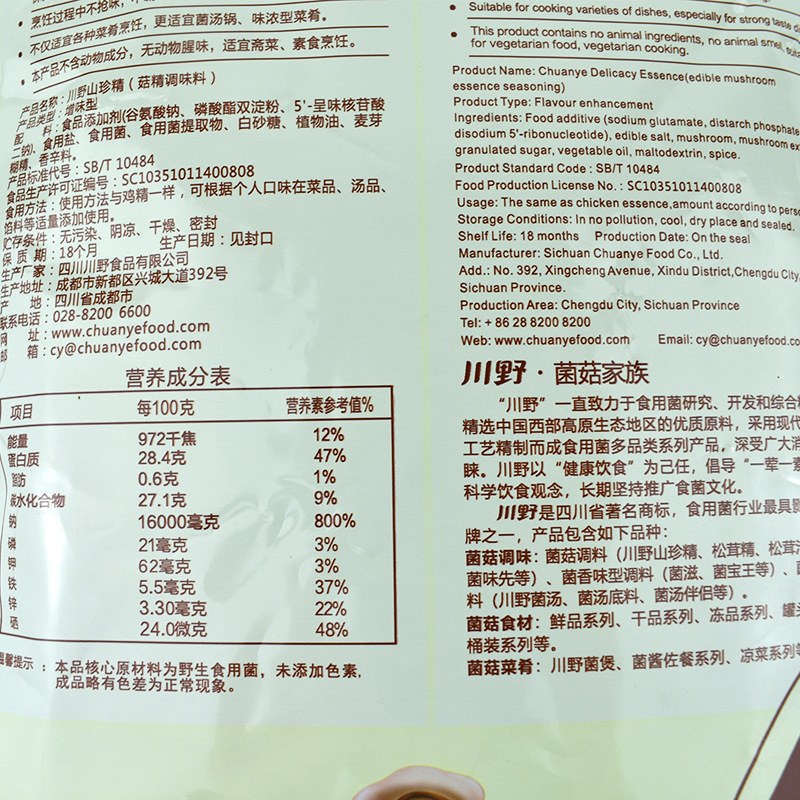 烹饪过程中不抢味，
不仅适宜各种菜肴烹饪，更适宜菌汤锅、味浓型菜肴。
本产品不含动物成分，无动物腥味，适宜斋菜、素食烹饪。
产品名称：川野山珍精（菇精调味料）
产品类型：增味型
配 料：食品添加剂(谷氨酸钠、磷酸酯双淀粉、5'-呈味核苷酸
二钠)、食用盐、食用菌、食用菌提取物、白砂糖、植物油、麦芽
糊精、香辛料。
产品标准代号：SB/T 10484
食品生产许可证编号：SC10351011400808
食用方法：使用方法与鸡精一样，可根据个人口味在菜品、汤品、
馅料等适量添加使用。
贮存条件：无污染、阴凉、干燥、密封
保 质 期：18个月 生产日期：见封口
生产厂家：四川川野食品有限公司
生产地址：成都市新都区兴城大道392号
产 地：四川省成都市
联系电话：028-8200 6600
网 址：www.chuanyefood.com
邮 箱：cy@chuanyefood.com
营养成分表
项目 每100克 营养素参考值%
能量 972千焦 12%
蛋白质 28.4克 47%
脂肪 0.6克 1%
碳水化合物 27.1克 9%
钠 16000毫克 800%
磷 21毫克 3%
钾 62毫克 3%
铁 5.5毫克 37%
锌 3.30毫克 22%
硒 24.0微克 48%
温馨提示：本品核心原材料为野生食用菌，未添加色素，
成品略有色差为正常现象。
Suitable for cooking varieties of dishes, especially for strong taste
This product contains no animal ingredients, no animal smell,
for vegetarian food, vegetarian cooking.
Product Name: Chuanye Delicacy Essence(edible mushroom
essence seasoning)
Product Type: Flavour enhancement
Ingredients: Food additive (sodium glutamate, distarch phosphate
disodium 5'-ribonucleotide), edible salt, mushroom, mushroom
granulated sugar, vegetable oil, maltodextrin, spice.
Product Standard Code : SB/T 10484
Food Production License No. : SC10351011400808
Usage: The same as chicken essence,amount according to
Storage Conditions: In no pollution, cool, dry place and sealed.
Shelf Life: 18 months Production Date: On the seal
Manufacturer: Sichuan Chuanye Food Co., Ltd.
Add.: No. 392, Xingcheng Avenue, Xindu District,Chengdu City,
Sichuan Province.
Production Area: Chengdu City, Sichuan Province
Tel: + 86 28 8200 8200
Web: www.chuanyefood.com Email: cy@chuanyefood.co
川野·菌菇家族
“川野”一直致力于食用菌研究、开发和综合
精选中国西部高原生态地区的优质原料，采用现代
工艺精制而成食用菌多品类系列产品，深受广大消
睐。川野以“健康饮食”为己任，倡导“一荤一素
科学饮食观念，长期坚持推广食菌文化。
川野是四川省著名商标，食用菌行业最具影
牌之一，产品包含如下品种：
菌菇调味：菌菇调料（川野山珍精、松茸精、松茸
菌味先等）、菌香味型调料（菌滋、菌宝王等）、
料（川野菌汤、菌汤底料、菌汤伴侣等）。
菌菇食材：鲜品系列、干品系列、冻品系列、罐头
桶装系列等。
菌菇菜肴：川野菌煲、菌酱佐餐系列、凉菜系列